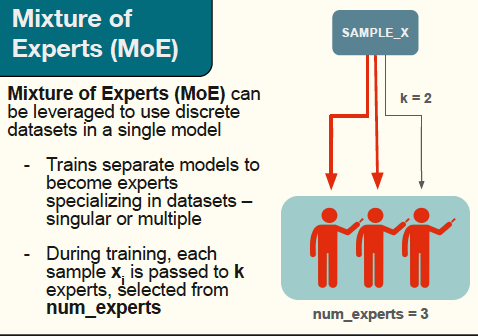 Mixture of
Experts (MoE)
Mixture of Experts (MoE) can
be leveraged to use discrete
datasets in a single model
- Trains separate models to
become experts
specializing in datasets –
singular or multiple
- During training, each
sample xi is passed to k
experts, selected from
num_experts
SAMPLE_X
k = 2
num_experts = 3